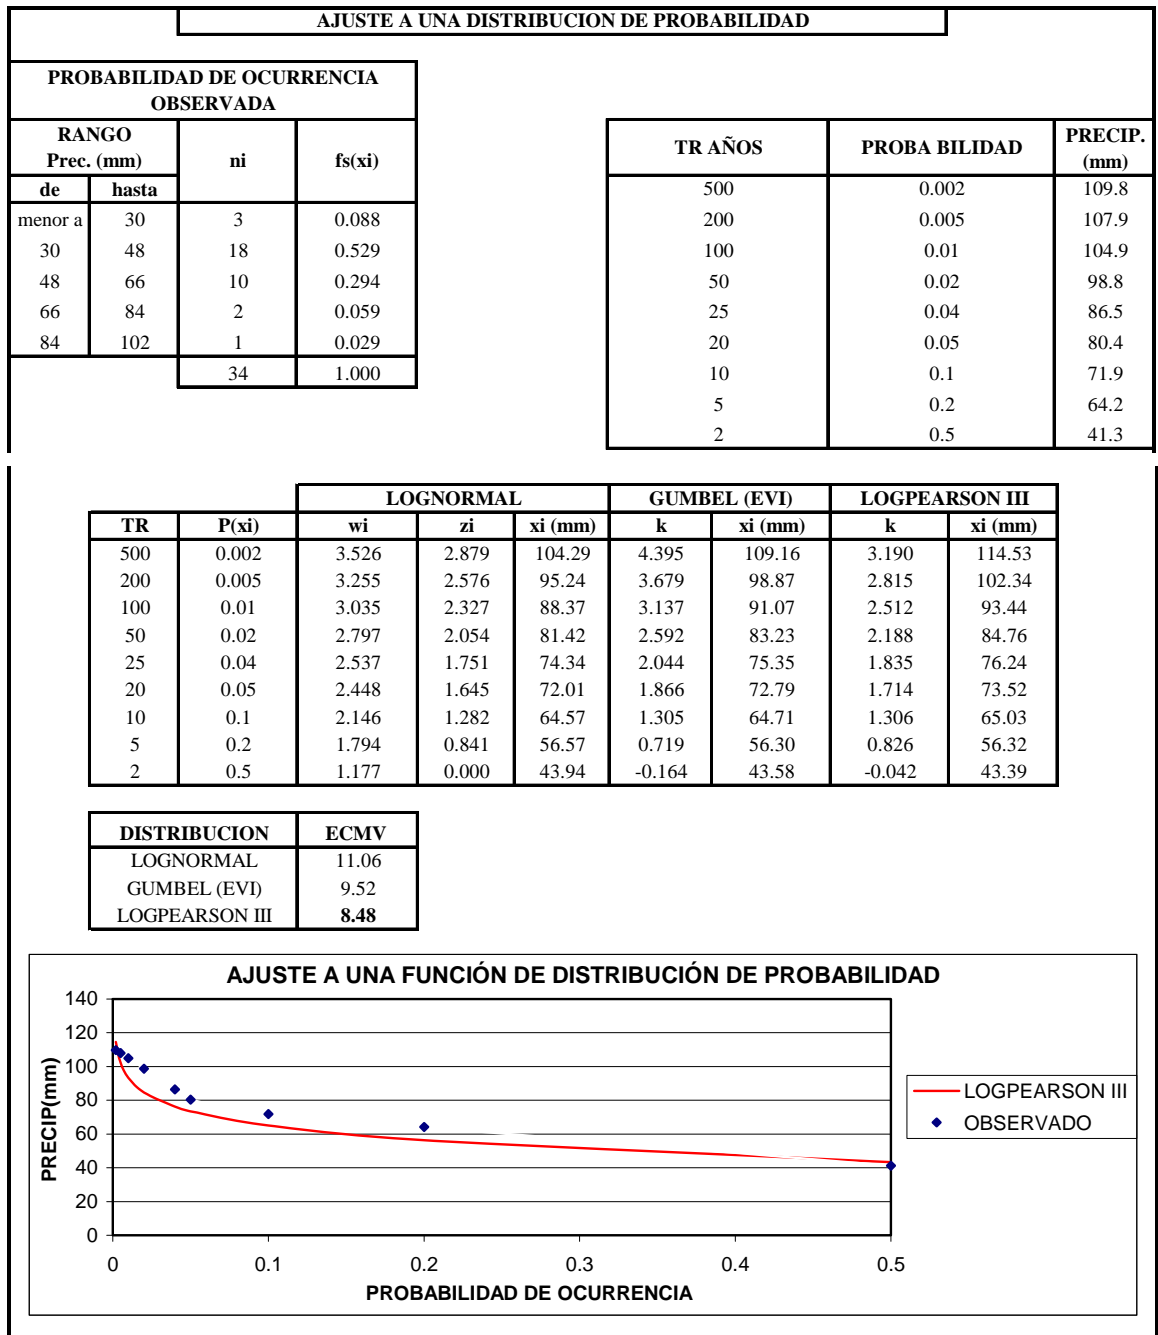 AJUSTE A UNA DISTRIBUCION DE PROBABILIDAD
PROBABILIDAD DE OCURRENCIA
OBSERVADA
RANGO
Prec. (mm) ni fs(xi)
de hasta
menor a 30 3 0.088
30 48 18 0.529
48 66 10 0.294
66 84 2 0.059
84 102 1 0.029
34 1.000
TR AÑOS PROBA BILIDAD PRECIP.
(mm)
500 0.002 109.8
200 0.005 107.9
100 0.01 104.9
50 0.02 98.8
25 0.04 86.5
20 0.05 80.4
10 0.1 71.9
5 0.2 64.2
2 0.5 41.3
LOGNORMAL GUMBEL (EVI) LOGPEARSON III
TR P(xi) wi zi xi (mm) k xi (mm) k xi (mm)
500 0.002 3.526 2.879 104.29 4.395 109.16 3.190 114.53
200 0.005 3.255 2.576 95.24 3.679 98.87 2.815 102.34
100 0.01 3.035 2.327 88.37 3.137 91.07 2.512 93.44
50 0.02 2.797 2.054 81.42 2.592 83.23 2.188 84.76
25 0.04 2.537 1.751 74.34 2.044 75.35 1.835 76.24
20 0.05 2.448 1.645 72.01 1.866 72.79 1.714 73.52
10 0.1 2.146 1.282 64.57 1.305 64.71 1.306 65.03
5 0.2 1.794 0.841 56.57 0.719 56.30 0.826 56.32
2 0.5 1.177 0.000 43.94 -0.164 43.58 -0.042 43.39
DISTRIBUCION ECMV
LOGNORMAL 11.06
GUMBEL (EVI) 9.52
LOGPEARSON III 8.48
AJUSTE A UNA FUNCIÓN DE DISTRIBUCIÓN DE PROBABILIDAD
PRECIP(mm)
140
120
100
80
60
40
20
0
0 0.1 0.2 0.3 0.4 0.5
PROBABILIDAD DE OCURRENCIA
LOGPEARSON III
OBSERVADO